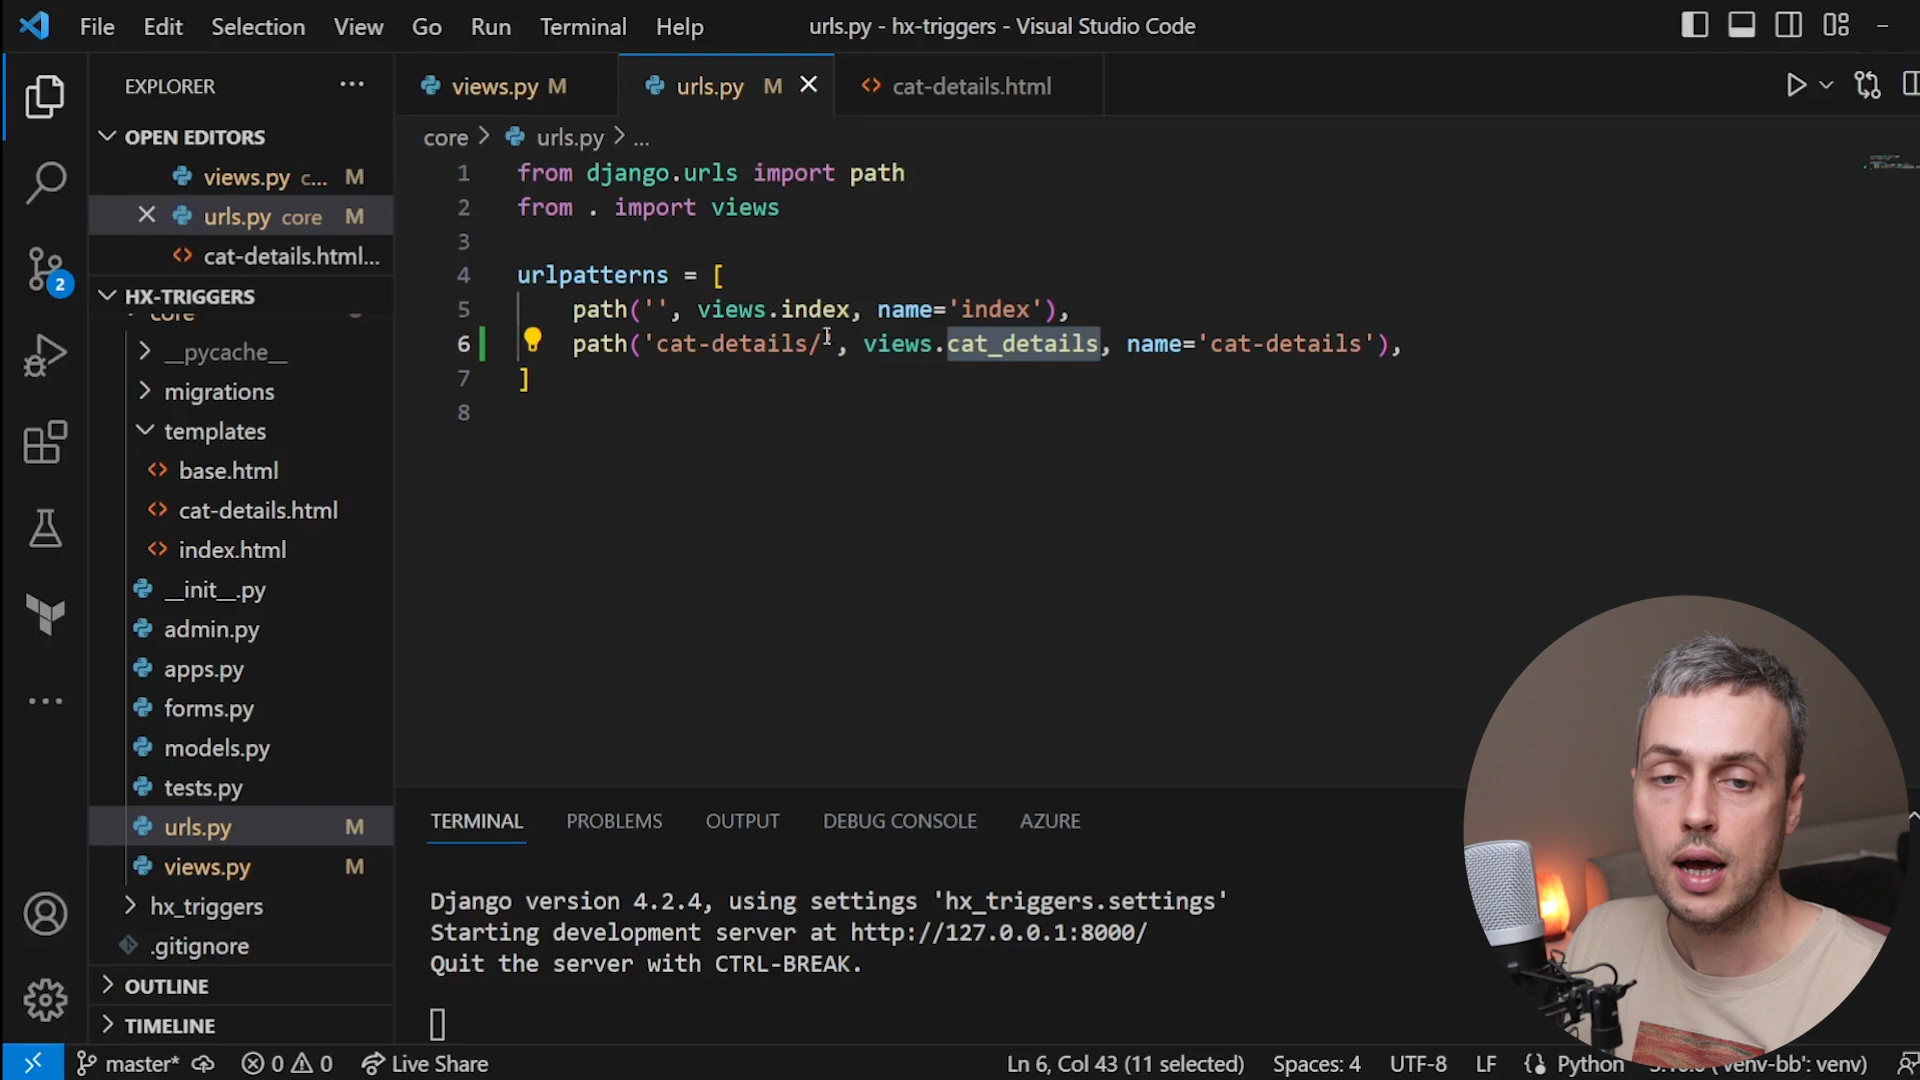 File Edit Selection View Go Run Terminal Help
urls.py - hx-triggers - Visual Studio Code
EXPLORER
views.py M
urls.py M
cat-details.html
OPEN EDITORS
views.py c... M
urls.py core M
cat-details.html...
HX-TRIGGERS
core
__pycache__
migrations
templates
base.html
cat-details.html
index.html
__init__.py
admin.py
apps.py
forms.py
models.py
tests.py
urls.py M
views.py M
hx_triggers
.gitignore
OUTLINE
TIMELINE
2
core > urls.py > ...
1 from django.urls import path
2 from . import views
3
4 urlpatterns = [
5 path('', views.index, name='index'),
6 path('cat-details/', views.cat_details, name='cat-details'),
7 ]
8
TERMINAL PROBLEMS OUTPUT DEBUG CONSOLE AZURE
Django version 4.2.4, using settings 'hx_triggers.settings'
Starting development server at http://127.0.0.1:8000/
Quit the server with CTRL-BREAK.
master* 0 0 Live Share Ln 6, Col 43 (11 selected) Spaces: 4 UTF-8 LF Python ('venv-bb': venv)